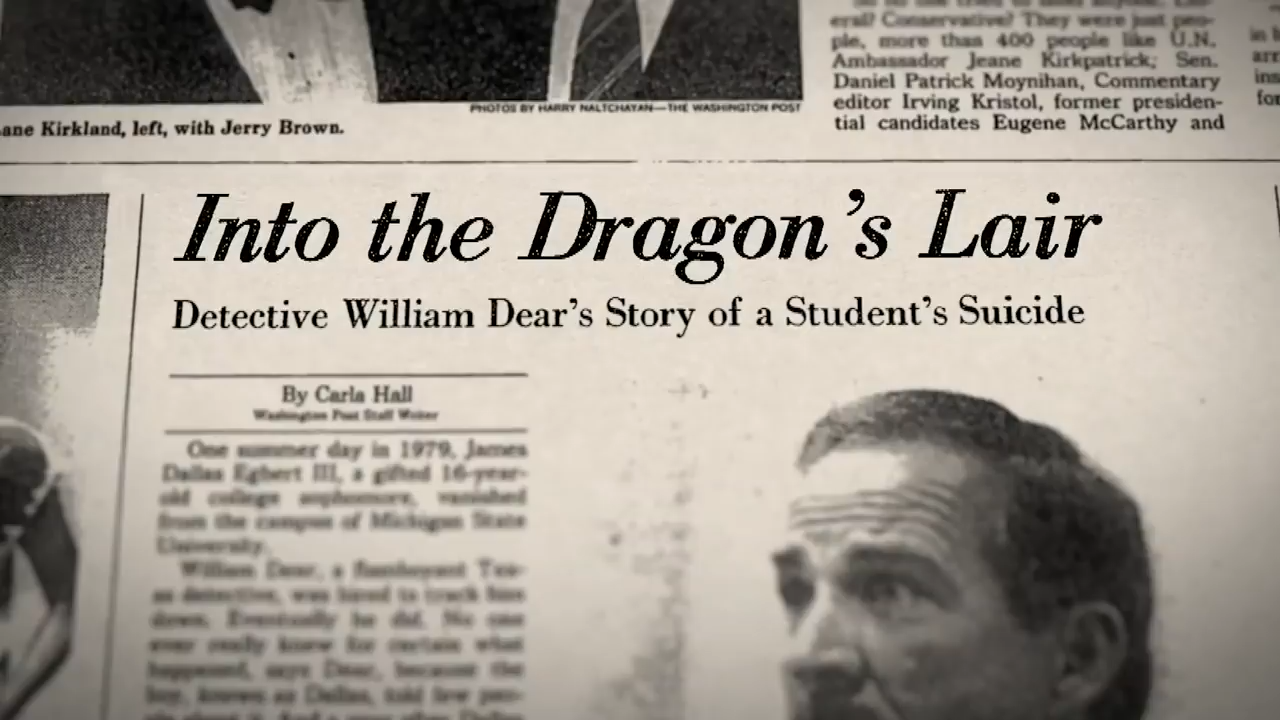 eral? Conservative? They were just peo-
ple, more than 400 people like U.N.
Ambassador Jeane Kirkpatrick; Sen.
Daniel Patrick Moynihan, Commentary
editor Irving Kristol, former presiden-
tial candidates Eugene McCarthy and
PHOTOS BY HARRY NALTCHAYAN—THE WASHINGTON POST
ane Kirkland, left, with Jerry Brown.
Into the Dragon's Lair
Detective William Dear's Story of a Student's Suicide
By Carla Hall
Washington Post Staff Writer
One summer day in 1979, James
Dallas Egbert III, a gifted 16-year-
old college sophomore, vanished
from the campus of Michigan State
University.
William Dear, a flamboyant Tex-
as detective, was hired to track him
down. Eventually he did. No one
ever really knew for certain what
happened, says Dear, because the
boy, known as Dallas, told few peo-